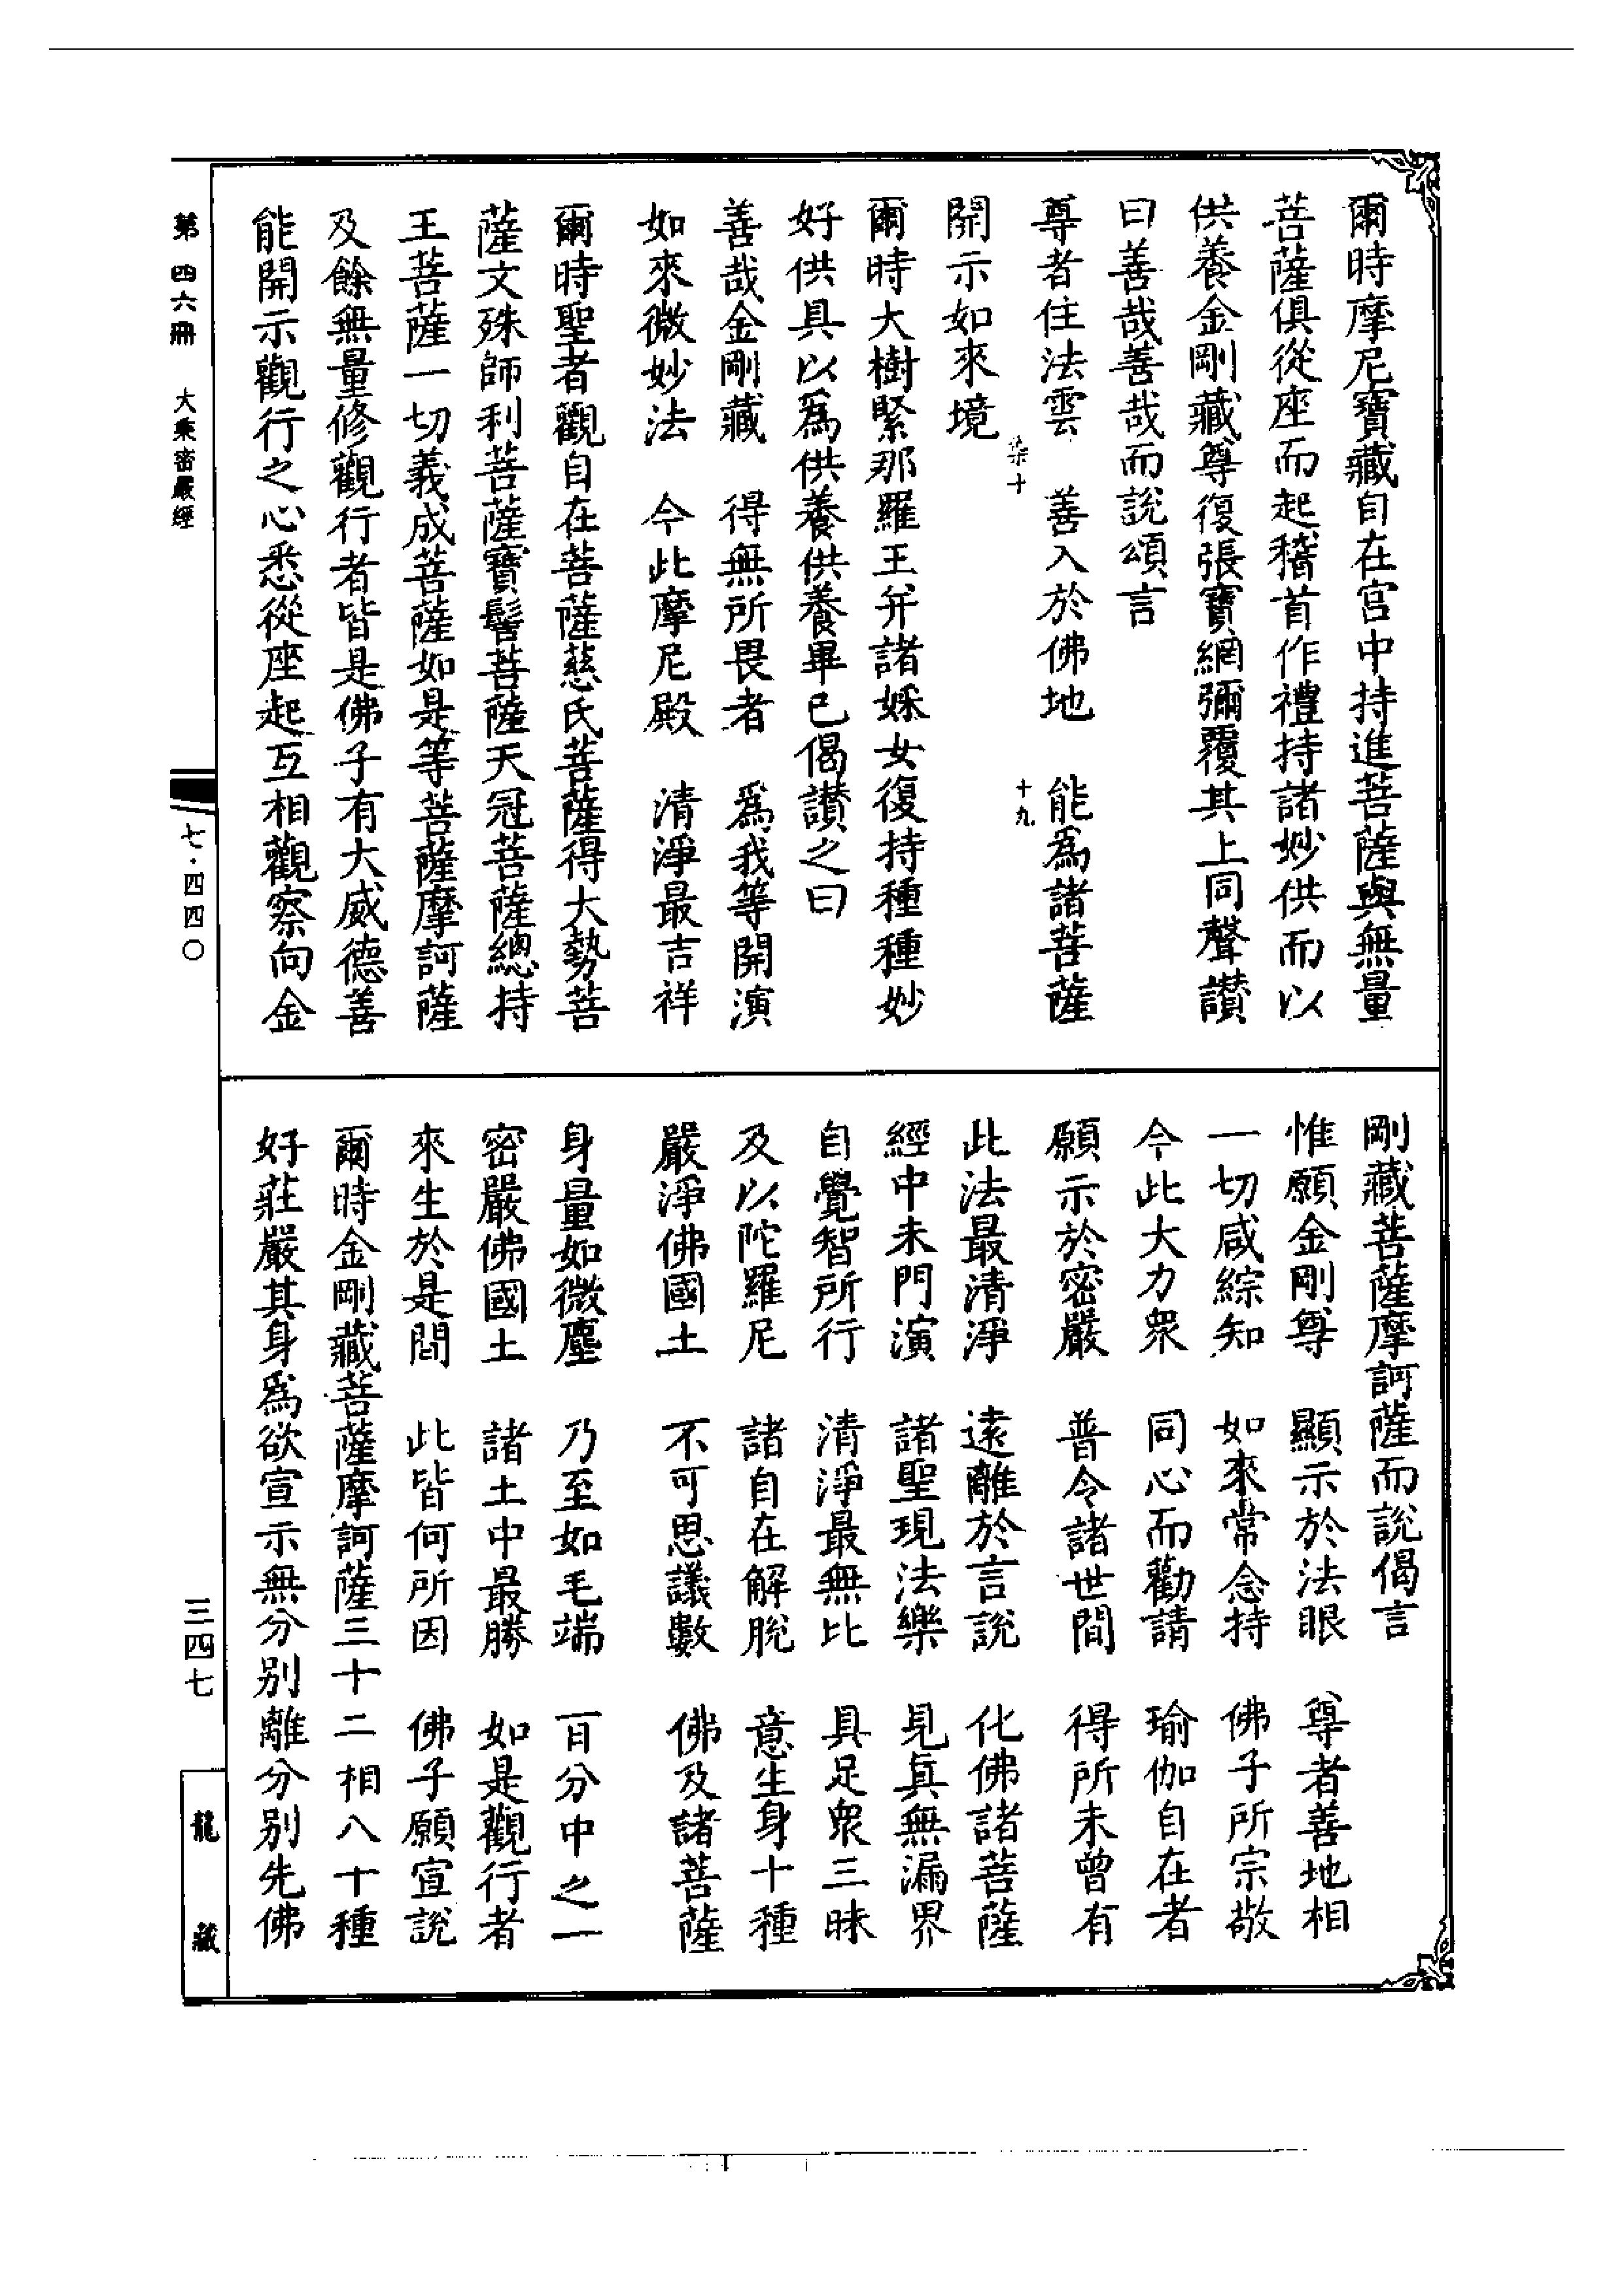 爾時摩尼寶藏自在宮中持進菩薩與無量
菩薩俱從座而起稽首作禮持諸妙供而以
供養金剛藏尊復張寶網彌覆其上同聲讚
曰善哉善哉而說頌言
尊者住法雲　善入於佛地　能為諸菩薩
十九
開示如來境
爾時大樹緊那羅王并諸婇女復持種種妙
好供具以為供養供養畢已偈讚之曰
善哉金剛藏　得無所畏者　為我等開演
如來微妙法　今此摩尼殿　清淨最吉祥
爾時聖者觀自在菩薩慈氏菩薩得大勢菩
薩文殊師利菩薩寶髻菩薩天冠菩薩總持
王菩薩一切義成菩薩如是等菩薩摩訶薩
及餘無量修觀行者皆是佛子有大威德善
能開示觀行之心悉從座起互相觀察向金
剛藏菩薩摩訶薩而說偈言
惟願金剛尊　顯示於法眼　尊者善地相
一切咸綜知　如來常念持　佛子所宗敬
今此大力眾　同心而勸請　瑜伽自在者
願示於密嚴　普令諸世間　得所未曾有
此法最清淨　遠離於言說　化佛諸菩薩
經中未開演　諸聖現法樂　見真無漏界
自覺智所行　清淨最無比　具足眾三昧
及以陀羅尼　諸自在解脫　意生身十種
嚴淨佛國土　不可思議數　佛及諸菩薩
身量如微塵　乃至如毛端　百分中之一
密嚴佛國土　諸土中最勝　如是觀行者
來生於是間　此皆何所因　佛子願宣說
爾時金剛藏菩薩摩訶薩三十二相八十種
好莊嚴其身為欲宣示無分別離分別先佛
第四六冊　大乘密嚴經
七·四四〇
三四七
龍藏